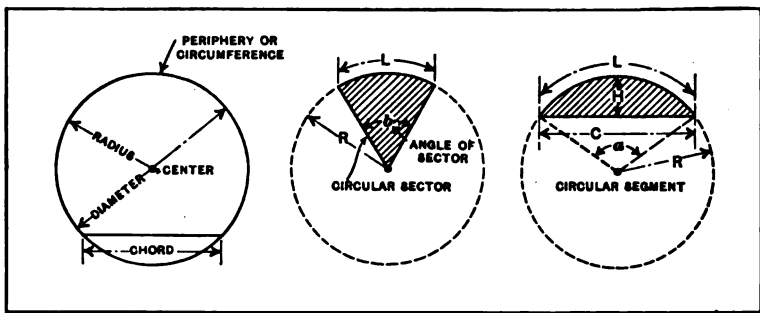 PERIPHERY OR
CIRCUMFERENCE
RADIUS
CENTER
DIAMETER
CHORD
L
R
b
ANGLE OF
SECTOR
CIRCULAR SECTOR
L
H
C
a
R
CIRCULAR SEGMENT